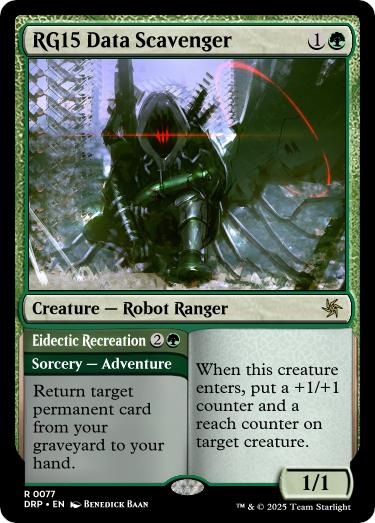 RG15 Data Scavenger 1
Creature — Robot Ranger
Eidectic Recreation 2
Sorcery — Adventure
Return target
permanent card
from your
graveyard to your
hand.
When this creature
enters, put a +1/+1
counter and a
reach counter on
target creature.
1/1
R 0077
DRP • EN Benedick Baan
™ & © 2025 Team Starlight